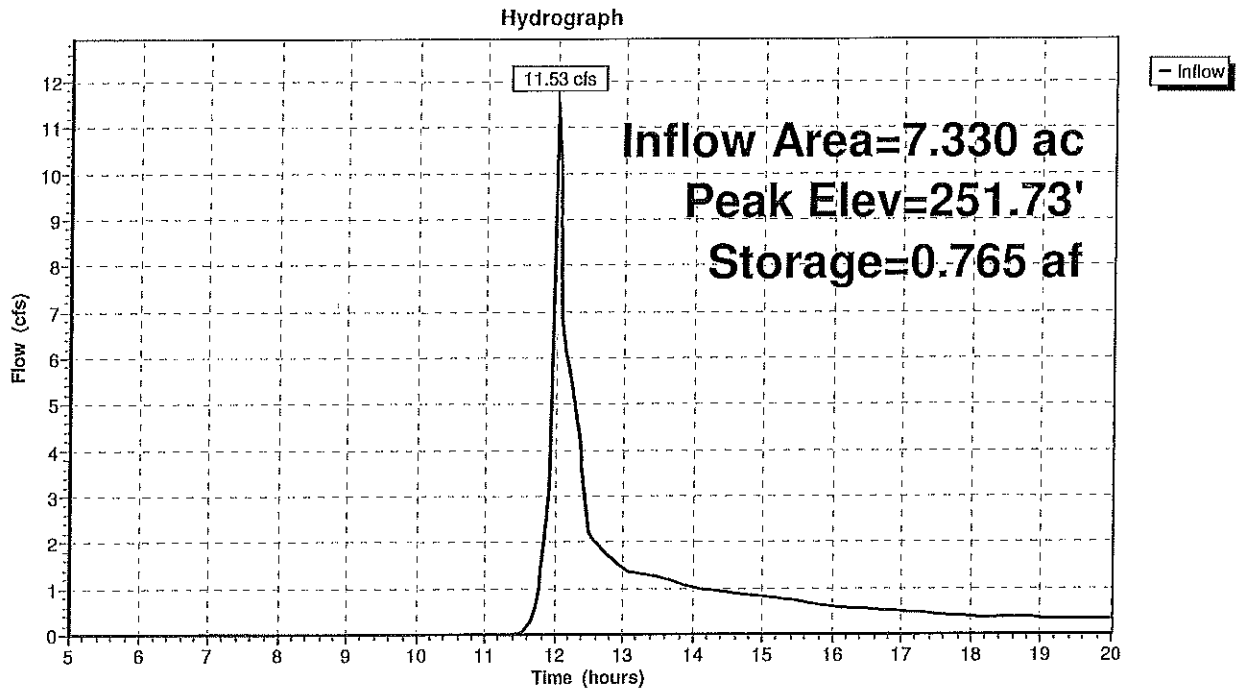 Hydrograph
Inflow
11.53 cfs
Inflow Area=7.330 ac
Peak Elev=251.73'
Storage=0.765 af
12
11
10
9
8
7
6
5
4
3
2
1
0
Flow (cfs)
5 6 7 8 9 10 11 12 13 14 15 16 17 18 19 20
Time (hours)